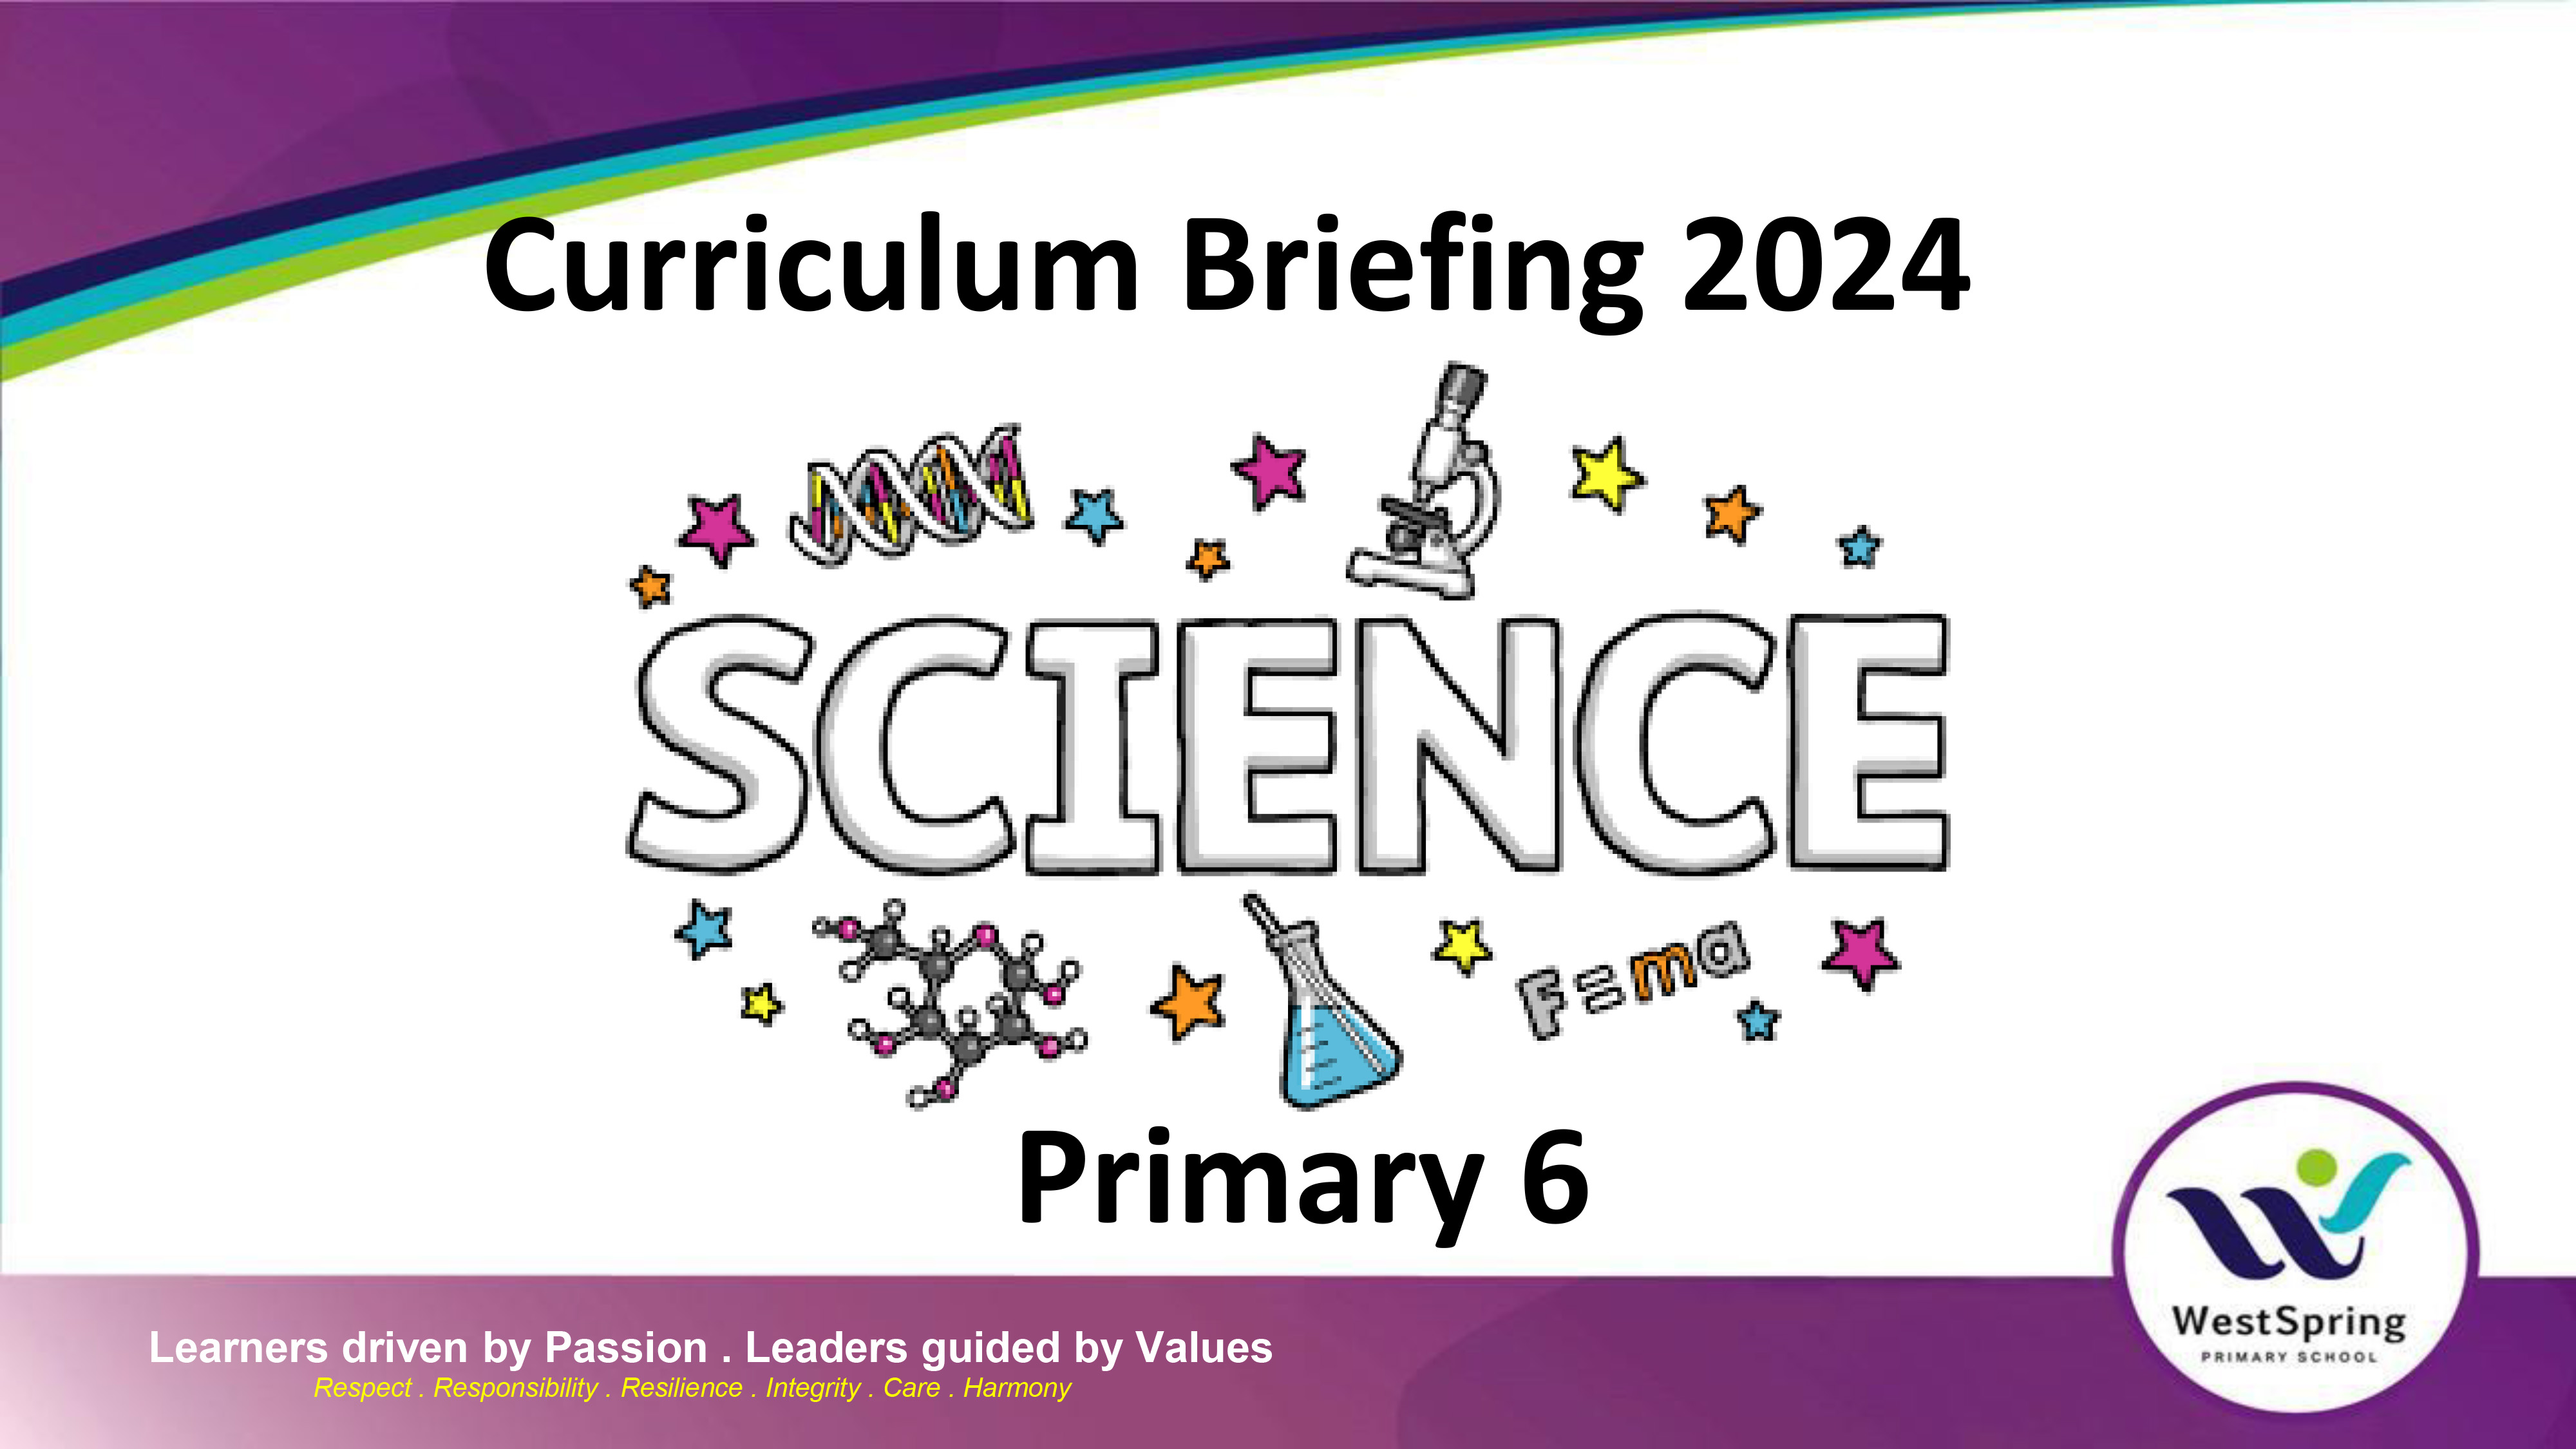 Curriculum Briefing 2024
SCIENCE
F=ma
Primary 6
WestSpring
PRIMARY SCHOOL
Learners driven by Passion . Leaders guided by Values
Respect . Responsibility . Resilience . Integrity . Care . Harmony